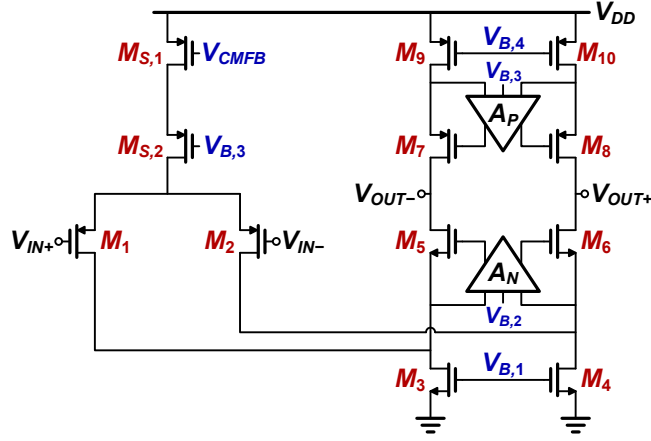 V_DD
M_S,1 V_CMFB M_9 V_B,4 M_10
V_B,3
A_P
M_S,2 V_B,3 M_7 M_8
V_OUT− V_OUT+
V_IN+ M_1 M_2 V_IN− M_5 M_6
A_N
V_B,2
V_B,1
M_3 M_4